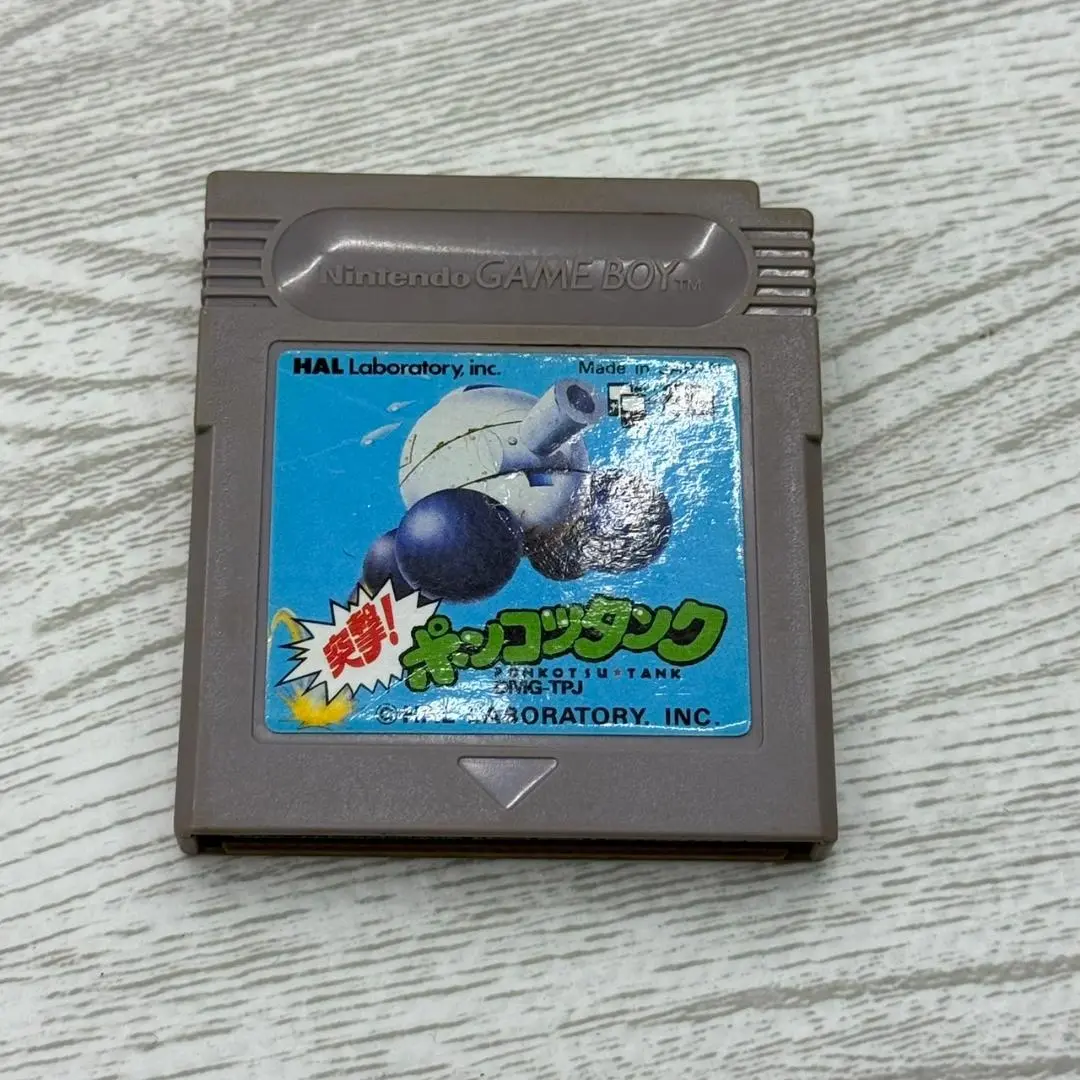 Nintendo GAME BOY TM
HAL Laboratory, inc.
Made in
突撃!
ポンコツタンク
PONKOTSU★TANK
DMG-TPJ
©HAL LABORATORY, INC.